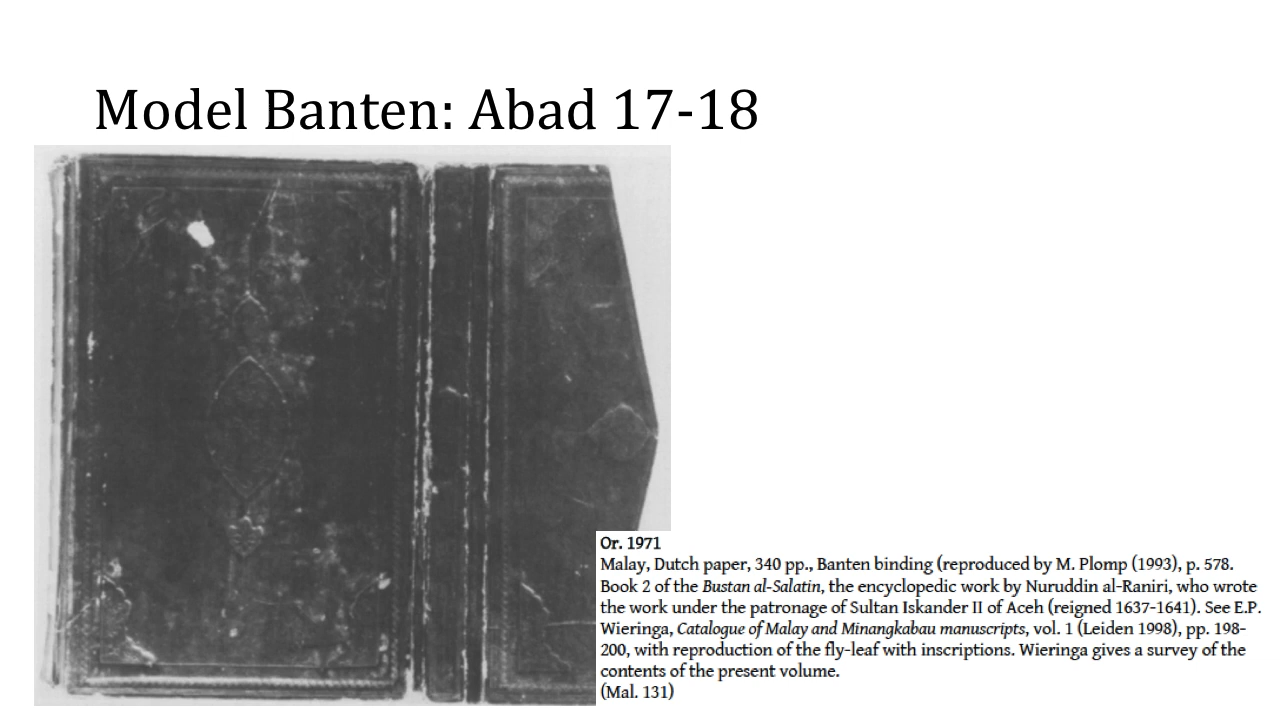 Model Banten: Abad 17-18
Or. 1971
Malay, Dutch paper, 340 pp., Banten binding (reproduced by M. Plomp (1993), p. 578.
Book 2 of the Bustan al-Salatin, the encyclopedic work by Nuruddin al-Raniri, who wrote
the work under the patronage of Sultan Iskander II of Aceh (reigned 1637-1641). See E.P.
Wieringa, Catalogue of Malay and Minangkabau manuscripts, vol. 1 (Leiden 1998), pp. 198-
200, with reproduction of the fly-leaf with inscriptions. Wieringa gives a survey of the
contents of the present volume.
(Mal. 131)